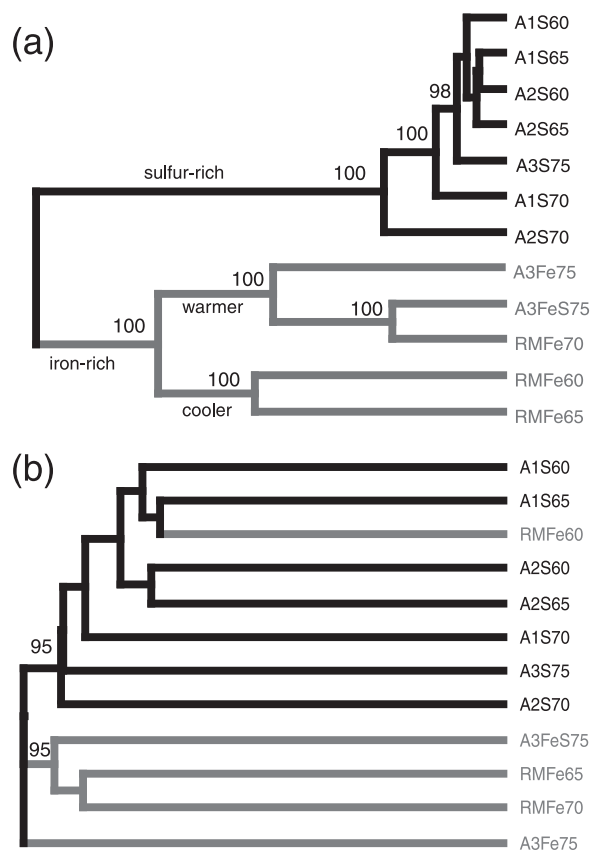 (a)
A1S60
A1S65
98
A2S60
100
A2S65
sulfur-rich
100
A3S75
A1S70
A2S70
100
A3Fe75
warmer
100
A3FeS75
100
RMFe70
iron-rich
100
RMFe60
cooler
RMFe65
(b)
A1S60
A1S65
RMFe60
A2S60
A2S65
A1S70
95
A3S75
A2S70
95
A3FeS75
RMFe65
RMFe70
A3Fe75